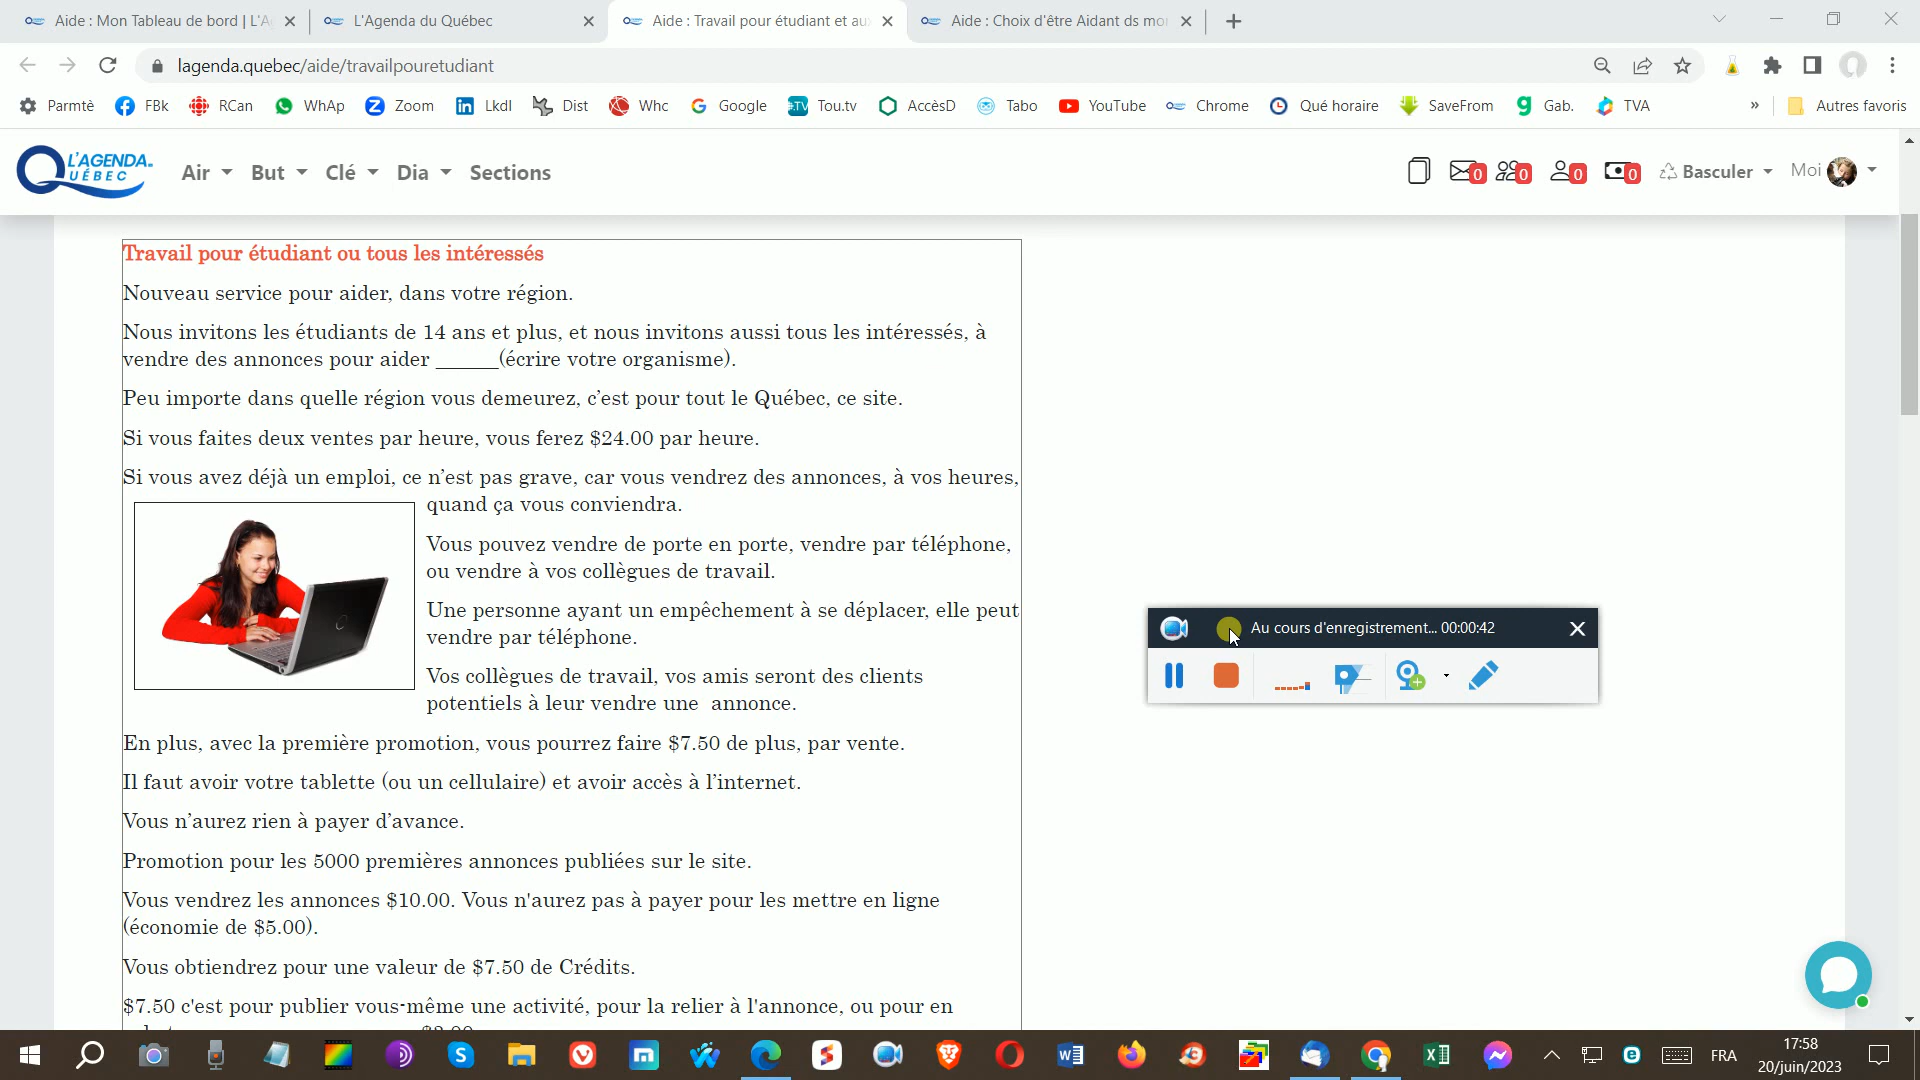 Aide : Mon Tableau de bord | L'A
L'Agenda du Québec
Aide : Travail pour étudiant et au
Aide : Choix d'être Aidant ds mo
lagenda.quebec/aide/travailpouretudiant
Parmtè FBk RCan WhAp Zoom Lkdl Dist Whc Google Tou.tv AccèsD Tabo YouTube Chrome Qué horaire SaveFrom Gab. TVA » Autres favoris
L'AGENDA
QUÉBEC
Air But Clé Dia Sections
0 0 0 0 Basculer Moi
Travail pour étudiant ou tous les intéressés
Nouveau service pour aider, dans votre région.
Nous invitons les étudiants de 14 ans et plus, et nous invitons aussi tous les intéressés, à
vendre des annonces pour aider ______(écrire votre organisme).
Peu importe dans quelle région vous demeurez, c’est pour tout le Québec, ce site.
Si vous faites deux ventes par heure, vous ferez $24.00 par heure.
Si vous avez déjà un emploi, ce n’est pas grave, car vous vendrez des annonces, à vos heures,
quand ça vous conviendra.
Vous pouvez vendre de porte en porte, vendre par téléphone,
ou vendre à vos collègues de travail.
Une personne ayant un empêchement à se déplacer, elle peut
vendre par téléphone.
Vos collègues de travail, vos amis seront des clients
potentiels à leur vendre une annonce.
En plus, avec la première promotion, vous pourrez faire $7.50 de plus, par vente.
Il faut avoir votre tablette (ou un cellulaire) et avoir accès à l’internet.
Vous n’aurez rien à payer d’avance.
Promotion pour les 5000 premières annonces publiées sur le site.
Vous vendrez les annonces $10.00. Vous n'aurez pas à payer pour les mettre en ligne
(économie de $5.00).
Vous obtiendrez pour une valeur de $7.50 de Crédits.
$7.50 c'est pour publier vous-même une activité, pour la relier à l'annonce, ou pour en
Au cours d'enregistrement... 00:00:42
FRA
17:58
20/juin/2023